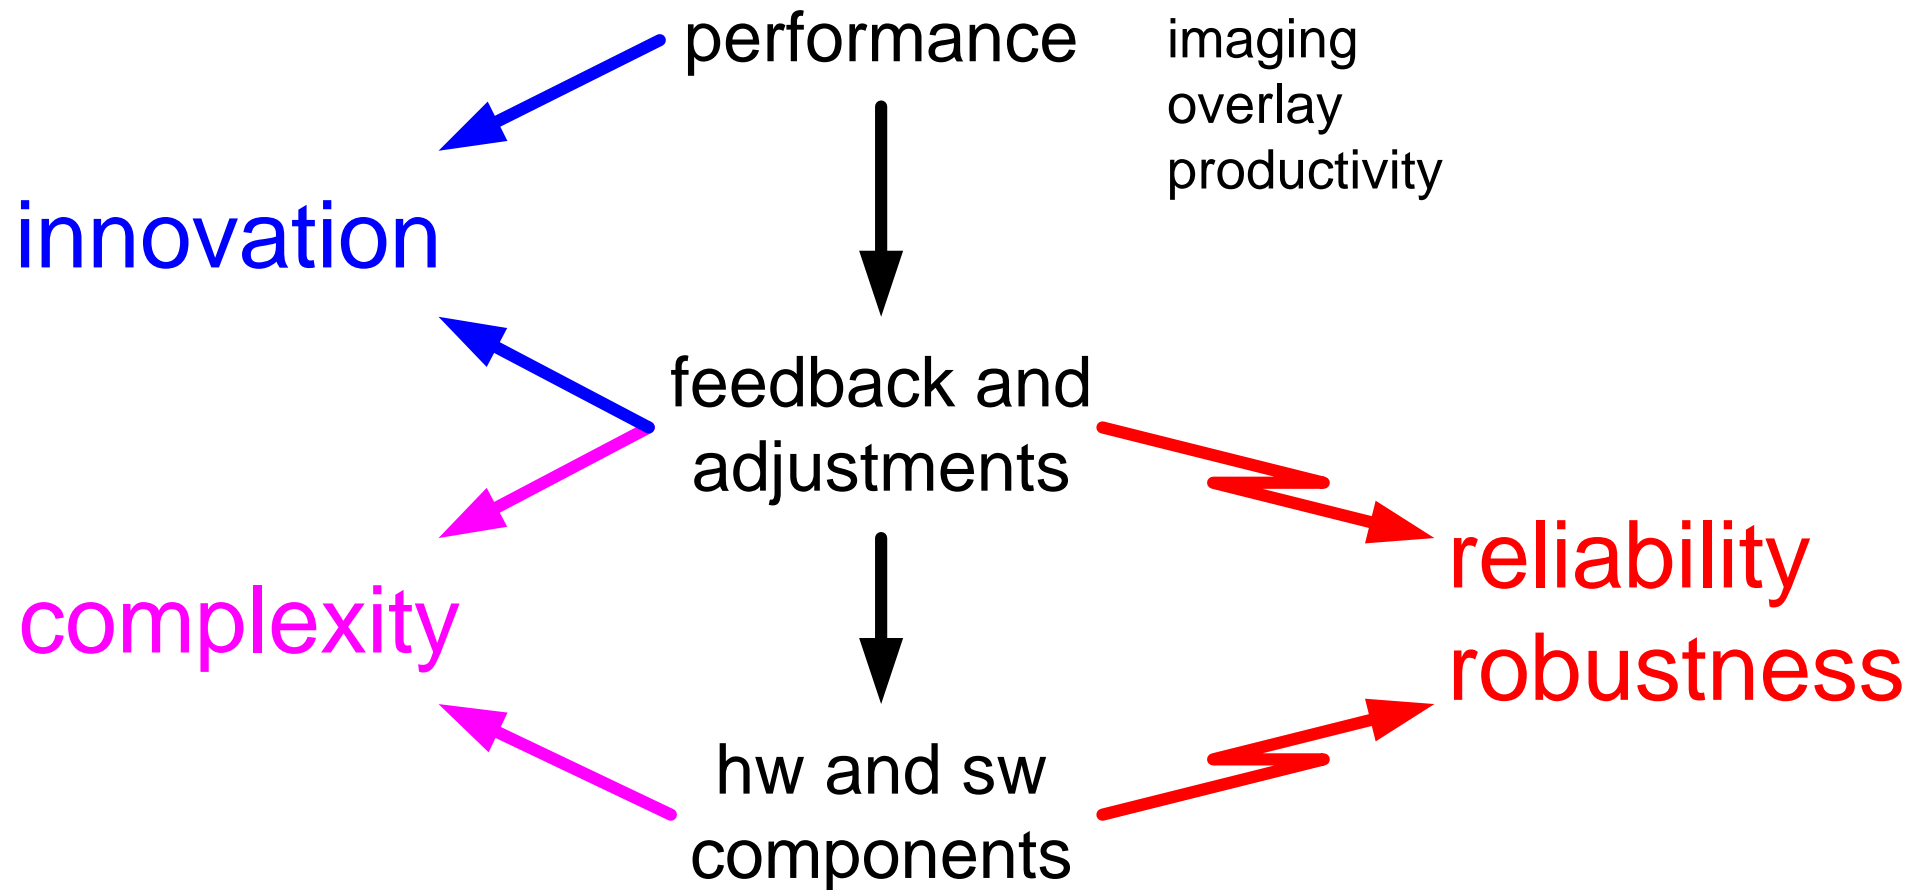 performance
imaging
overlay
productivity
innovation
feedback and
adjustments
complexity
reliability
robustness
hw and sw
components